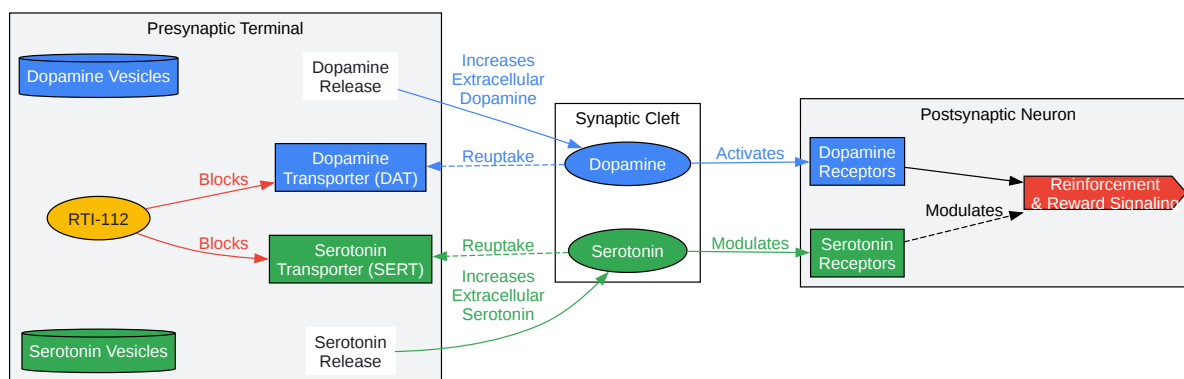 Presynaptic Terminal
Dopamine Vesicles
Dopamine
Release
Increases
Extracellular
Dopamine
Synaptic Cleft
Postsynaptic Neuron
Dopamine
Transporter (DAT)
Reuptake
Dopamine
Activates
Dopamine
Receptors
Blocks
RTI-112
Blocks
Reinforcement
& Reward Signaling
Modulates
Serotonin
Transporter (SERT)
Reuptake
Serotonin
Modulates
Serotonin
Receptors
Increases
Extracellular
Serotonin
Serotonin Vesicles
Serotonin
Release